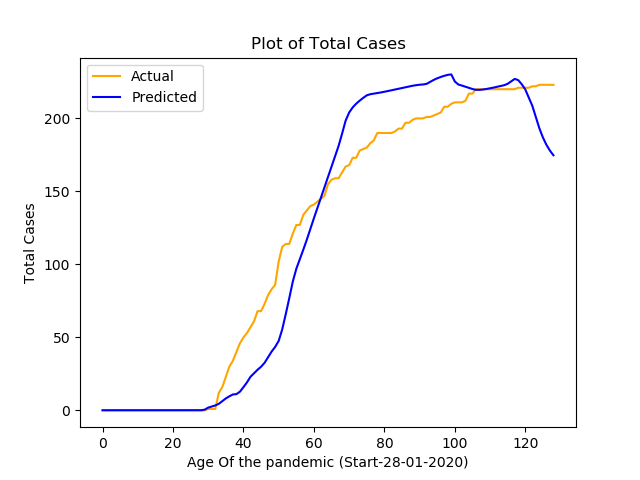 Plot of Total Cases
Actual
Predicted
Total Cases
200
150
100
50
0
0 20 40 60 80 100 120
Age Of the pandemic (Start-28-01-2020)